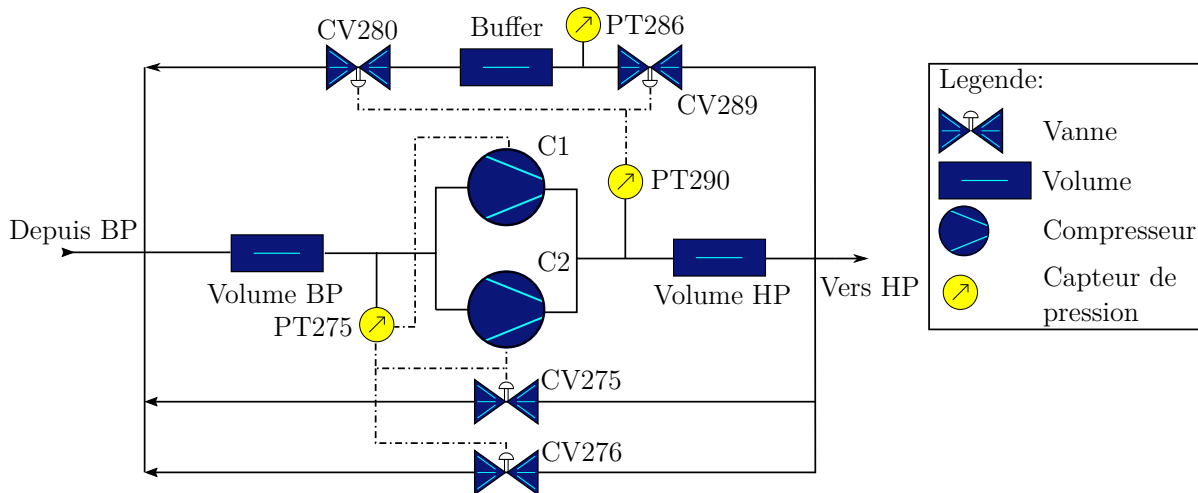 CV280
Buffer
PT286
CV289
Legende:
Vanne
C1
PT290
Volume
Depuis BP
C2
Compresseur
Volume BP
Volume HP
Vers HP
Capteur de
pression
PT275
CV275
CV276